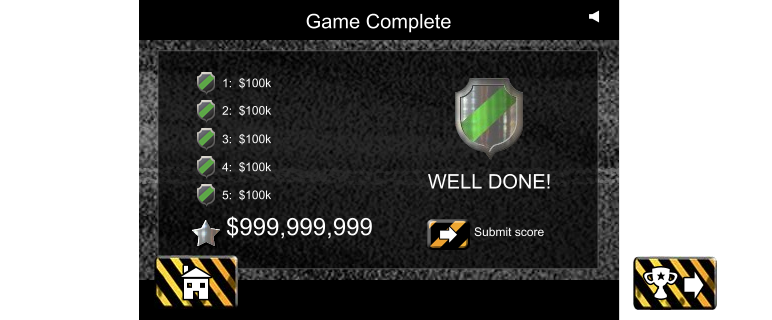 Game Complete
1: $100k
2: $100k
3: $100k
4: $100k
5: $100k
$999,999,999
WELL DONE!
Submit score